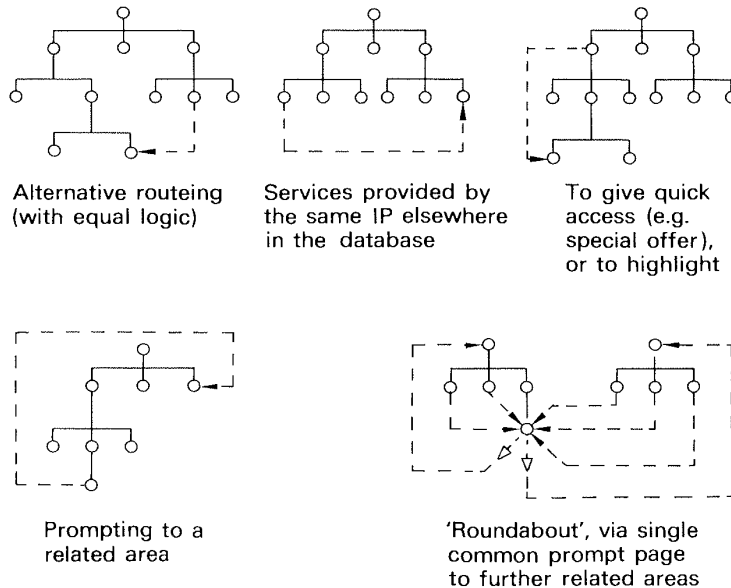 Alternative routeing
(with equal logic)
Services provided by
the same IP elsewhere
in the database
To give quick
access (e.g.
special offer),
or to highlight
Prompting to a
related area
'Roundabout', via single
common prompt page
to further related areas